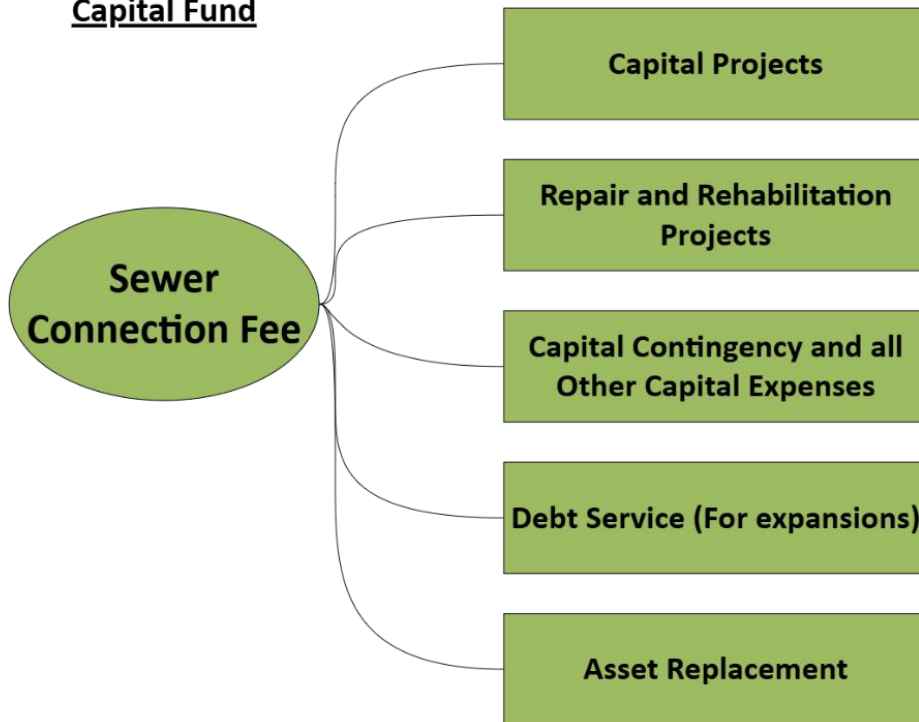 Capital Fund
Capital Projects
Repair and Rehabilitation
Projects
Sewer
Connection Fee
Capital Contingency and all
Other Capital Expenses
Debt Service (For expansions)
Asset Replacement